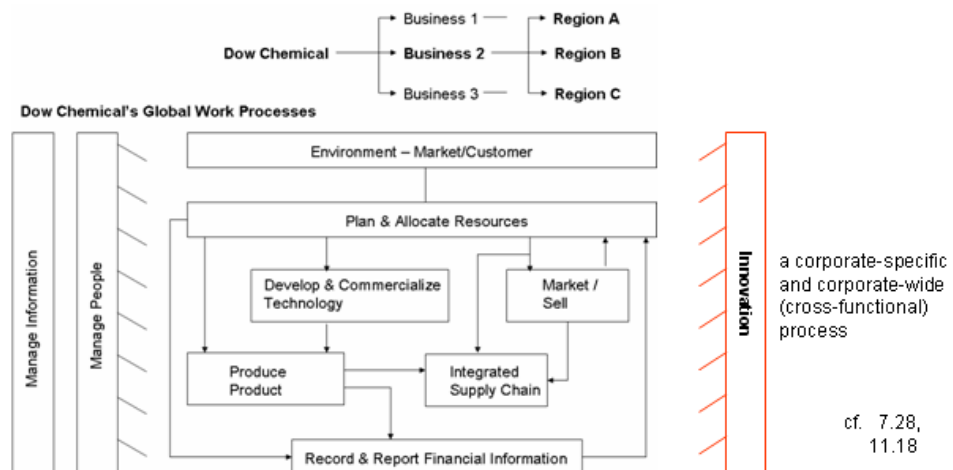 Business 1
Region A
Dow Chemical
Business 2
Region B
Business 3
Region C
Dow Chemical's Global Work Processes
Manage Information
Manage People
Environment – Market/Customer
Plan & Allocate Resources
Develop & Commercialize
Technology
Market /
Sell
Produce
Product
Integrated
Supply Chain
Record & Report Financial Information
Innovation
a corporate-specific
and corporate-wide
(cross-functional)
process
cf. 7.28,
11.18